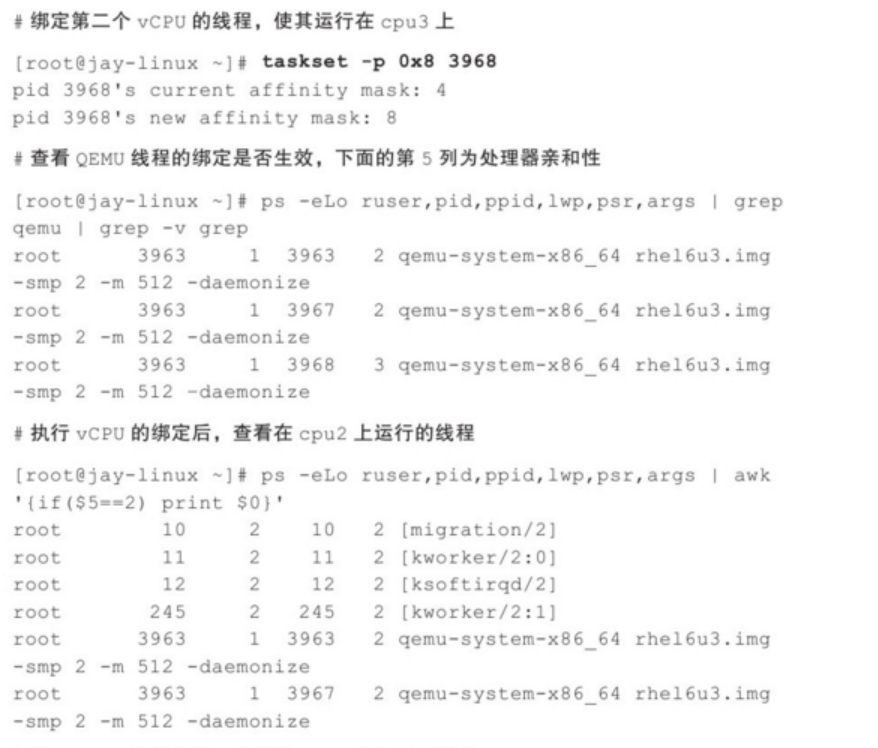 # 绑定第二个 vCPU 的线程，使其运行在 cpu3 上
[root@jay-linux ~]# taskset -p 0x8 3968
pid 3968's current affinity mask: 4
pid 3968's new affinity mask: 8
# 查看 QEMU 线程的绑定是否生效，下面的第 5 列为处理器亲和性
[root@jay-linux ~]# ps -eLo ruser,pid,ppid,lwp,psr,args | grep
qemu | grep -v grep
root 3963 1 3963 2 qemu-system-x86_64 rhel6u3.img
-smp 2 -m 512 -daemonize
root 3963 1 3967 2 qemu-system-x86_64 rhel6u3.img
-smp 2 -m 512 -daemonize
root 3963 1 3968 3 qemu-system-x86_64 rhel6u3.img
-smp 2 -m 512 -daemonize
# 执行 vCPU 的绑定后，查看在 cpu2 上运行的线程
[root@jay-linux ~]# ps -eLo ruser,pid,ppid,lwp,psr,args | awk
'{if($5==2) print $0}'
root 10 2 10 2 [migration/2]
root 11 2 11 2 [kworker/2:0]
root 12 2 12 2 [ksoftirqd/2]
root 245 2 245 2 [kworker/2:1]
root 3963 1 3963 2 qemu-system-x86_64 rhel6u3.img
-smp 2 -m 512 -daemonize
root 3963 1 3967 2 qemu-system-x86_64 rhel6u3.img
-smp 2 -m 512 -daemonize